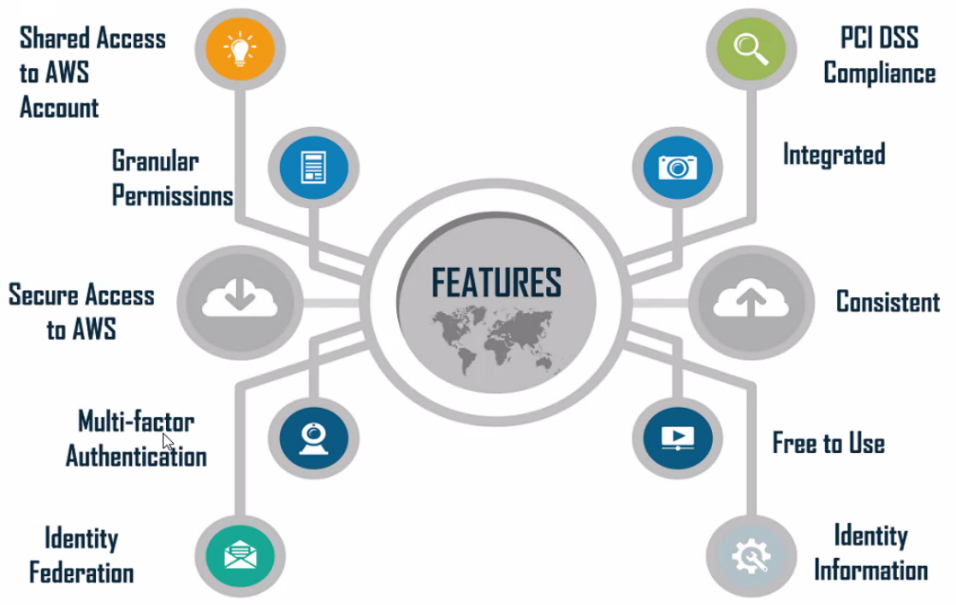 Shared Access
to AWS
Account
Granular
Permissions
Secure Access
to AWS
Multi-factor
Authentication
Identity
Federation
FEATURES
PCI DSS
Compliance
Integrated
Consistent
Free to Use
Identity
Information